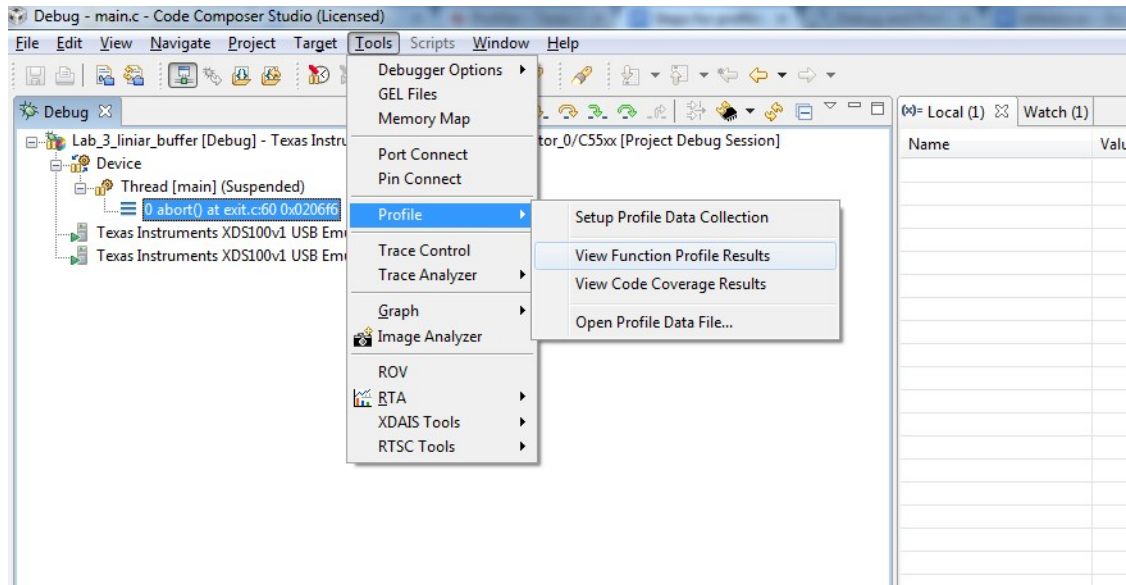 Debug - main.c - Code Composer Studio (Licensed)
File Edit View Navigate Project Target Tools Scripts Window Help
Debug
Lab_3_liniar_buffer [Debug] - Texas Instru
tor_0/C55xx [Project Debug Session]
Device
Thread [main] (Suspended)
0 abort() at exit.c:60 0x0206f6
Texas Instruments XDS100v1 USB Emu
Texas Instruments XDS100v1 USB Emu
Debugger Options
GEL Files
Memory Map
Port Connect
Pin Connect
Profile
Trace Control
Trace Analyzer
Graph
Image Analyzer
ROV
RTA
XDAIS Tools
RTSC Tools
Setup Profile Data Collection
View Function Profile Results
View Code Coverage Results
Open Profile Data File...
(x)= Local (1) Watch (1)
Name Valu